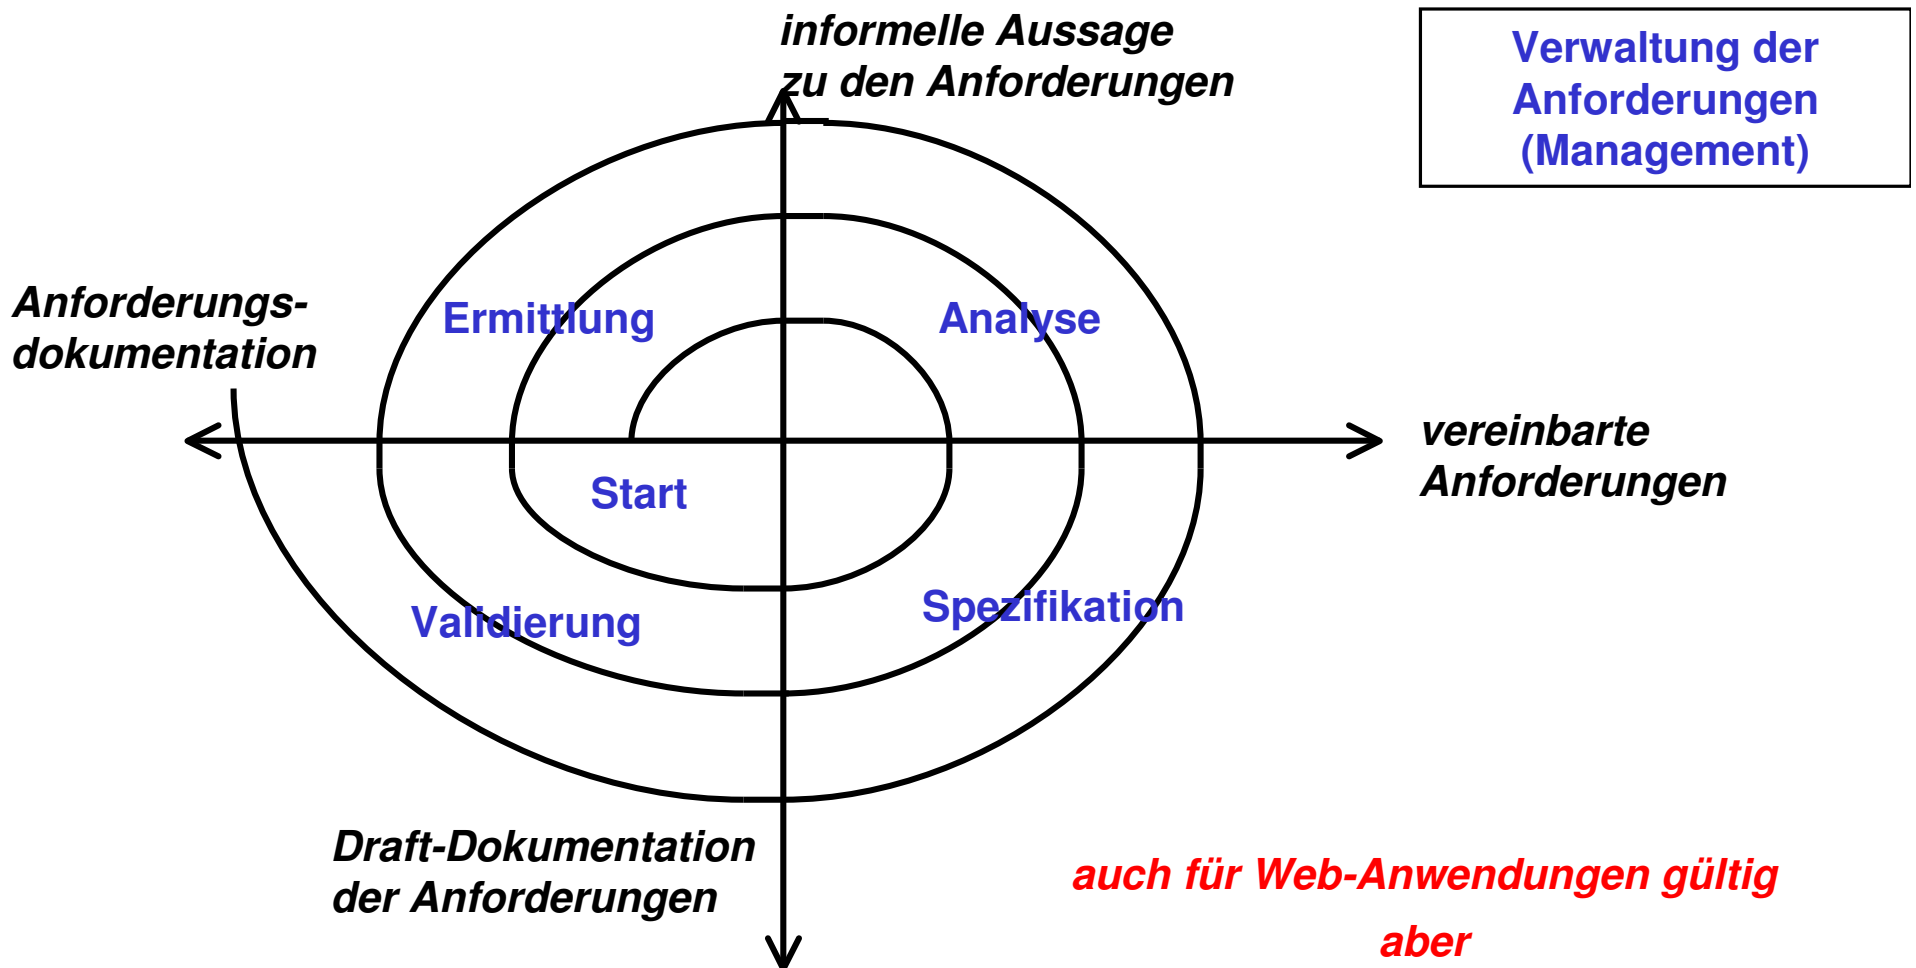 informelle Aussage
zu den Anforderungen
Verwaltung der
Anforderungen
(Management)
Anforderungs-
dokumentation
Ermittlung
Analyse
vereinbarte
Anforderungen
Start
Validierung
Spezifikation
Draft-Dokumentation
der Anforderungen
auch für Web-Anwendungen gültig
aber